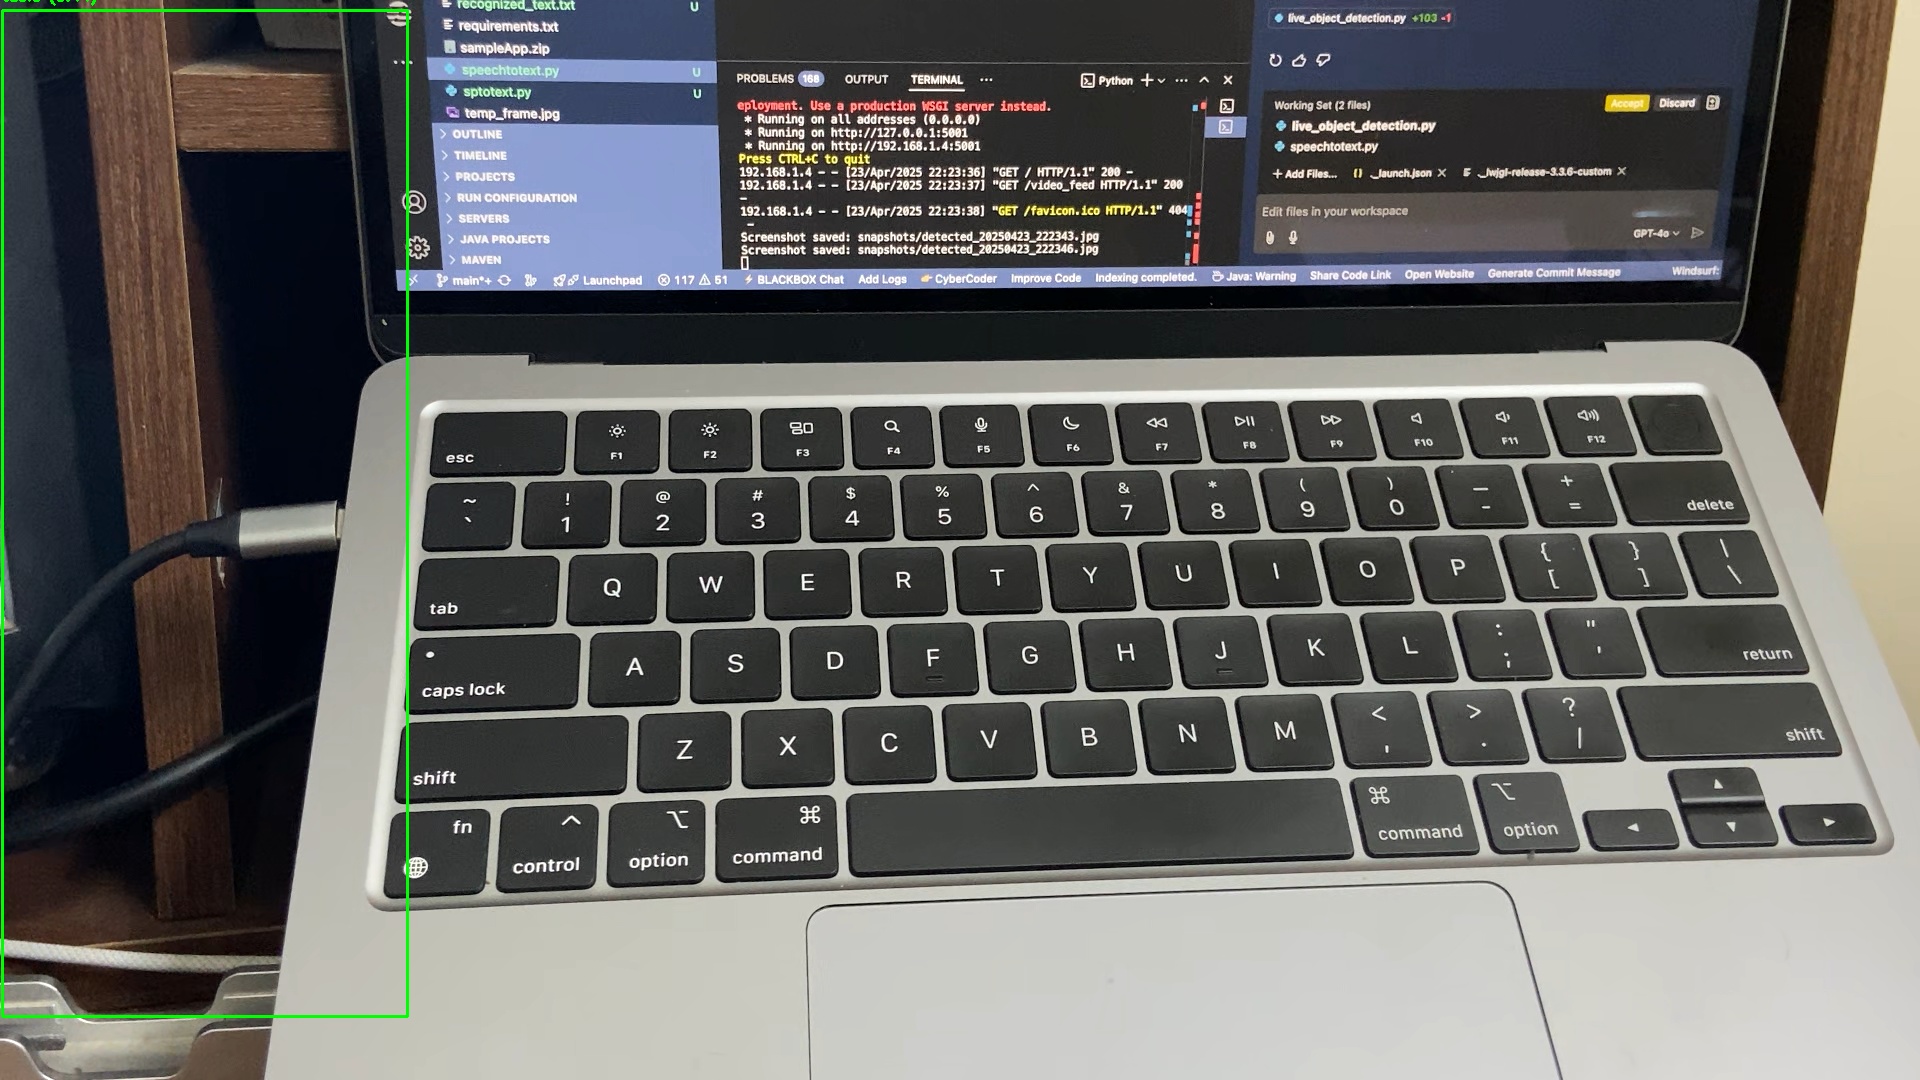 recognized_text.txt U
requirements.txt
sampleApp.zip
speechtotext.py U
sptotext.py U
temp_frame.jpg
OUTLINE
TIMELINE
PROJECTS
RUN CONFIGURATION
SERVERS
JAVA PROJECTS
MAVEN
PROBLEMS 168 OUTPUT TERMINAL ··· Python
eployment. Use a production WSGI server instead.
* Running on all addresses (0.0.0.0)
* Running on http://127.0.0.1:5001
* Running on http://192.168.1.4:5001
Press CTRL+C to quit
192.168.1.4 - - [23/Apr/2025 22:23:36] "GET / HTTP/1.1" 200 -
192.168.1.4 - - [23/Apr/2025 22:23:37] "GET /video_feed HTTP/1.1" 200
-
192.168.1.4 - - [23/Apr/2025 22:23:38] "GET /favicon.ico HTTP/1.1" 404
-
Screenshot saved: snapshots/detected_20250423_222343.jpg
Screenshot saved: snapshots/detected_20250423_222346.jpg
live_object_detection.py +103 -1
Working Set (2 files) Accept Discard
live_object_detection.py
speechtotext.py
+ Add Files... {} ._launch.json × ._lwjgl-release-3.3.6-custom ×
Edit files in your workspace
GPT-4o
main*+ Launchpad 117 51 BLACKBOX Chat Add Logs CyberCoder Improve Code Indexing completed. Java: Warning Share Code Link Open Website Generate Commit Message Windsurf:
esc F1 F2 F3 F4 F5 F6 F7 F8 F9 F10 F11 F12
~ ! @ # $ % ^ & * ( ) — +
` 1 2 3 4 5 6 7 8 9 0 - = delete
tab Q W E R T Y U I O P { [ } ] | \
caps lock A S D F G H J K L : ; " ' return
shift Z X C V B N M < , > . ? / shift
fn control option command command option